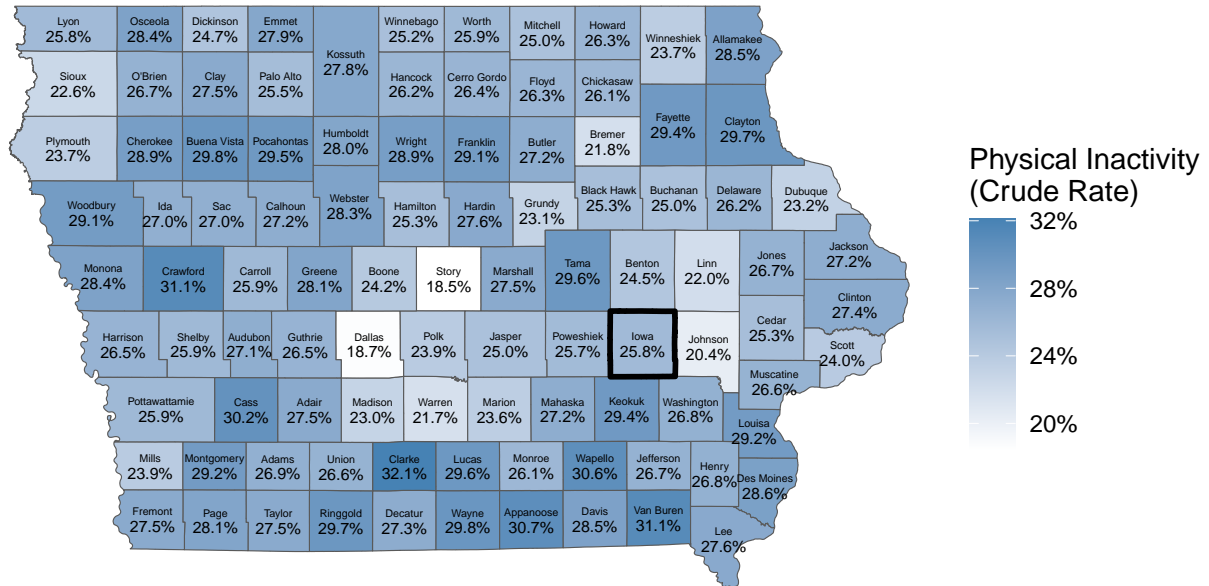 Lyon
25.8%
Osceola
28.4%
Dickinson
24.7%
Emmet
27.9%
Kossuth
27.8%
Winnebago
25.2%
Worth
25.9%
Mitchell
25.0%
Howard
26.3%
Winneshiek
23.7%
Allamakee
28.5%
Sioux
22.6%
O'Brien
26.7%
Clay
27.5%
Palo Alto
25.5%
Hancock
26.2%
Cerro Gordo
26.4%
Floyd
26.3%
Chickasaw
26.1%
Fayette
29.4%
Clayton
29.7%
Plymouth
23.7%
Cherokee
28.9%
Buena Vista
29.8%
Pocahontas
29.5%
Humboldt
28.0%
Wright
28.9%
Franklin
29.1%
Butler
27.2%
Bremer
21.8%
Woodbury
29.1%
Ida
27.0%
Sac
27.0%
Calhoun
27.2%
Webster
28.3%
Hamilton
25.3%
Hardin
27.6%
Grundy
23.1%
Black Hawk
25.3%
Buchanan
25.0%
Delaware
26.2%
Dubuque
23.2%
Monona
28.4%
Crawford
31.1%
Carroll
25.9%
Greene
28.1%
Boone
24.2%
Story
18.5%
Marshall
27.5%
Tama
29.6%
Benton
24.5%
Linn
22.0%
Jones
26.7%
Jackson
27.2%
Clinton
27.4%
Harrison
26.5%
Shelby
25.9%
Audubon
27.1%
Guthrie
26.5%
Dallas
18.7%
Polk
23.9%
Jasper
25.0%
Poweshiek
25.7%
Iowa
25.8%
Johnson
20.4%
Cedar
25.3%
Scott
24.0%
Muscatine
26.6%
Pottawattamie
25.9%
Cass
30.2%
Adair
27.5%
Madison
23.0%
Warren
21.7%
Marion
23.6%
Mahaska
27.2%
Keokuk
29.4%
Washington
26.8%
Louisa
29.2%
Mills
23.9%
Montgomery
29.2%
Adams
26.9%
Union
26.6%
Clarke
32.1%
Lucas
29.6%
Monroe
26.1%
Wapello
30.6%
Jefferson
26.7%
Henry
26.8%
Des Moines
28.6%
Fremont
27.5%
Page
28.1%
Taylor
27.5%
Ringgold
29.7%
Decatur
27.3%
Wayne
29.8%
Appanoose
30.7%
Davis
28.5%
Van Buren
31.1%
Lee
27.6%
Physical Inactivity
(Crude Rate)
32%
28%
24%
20%